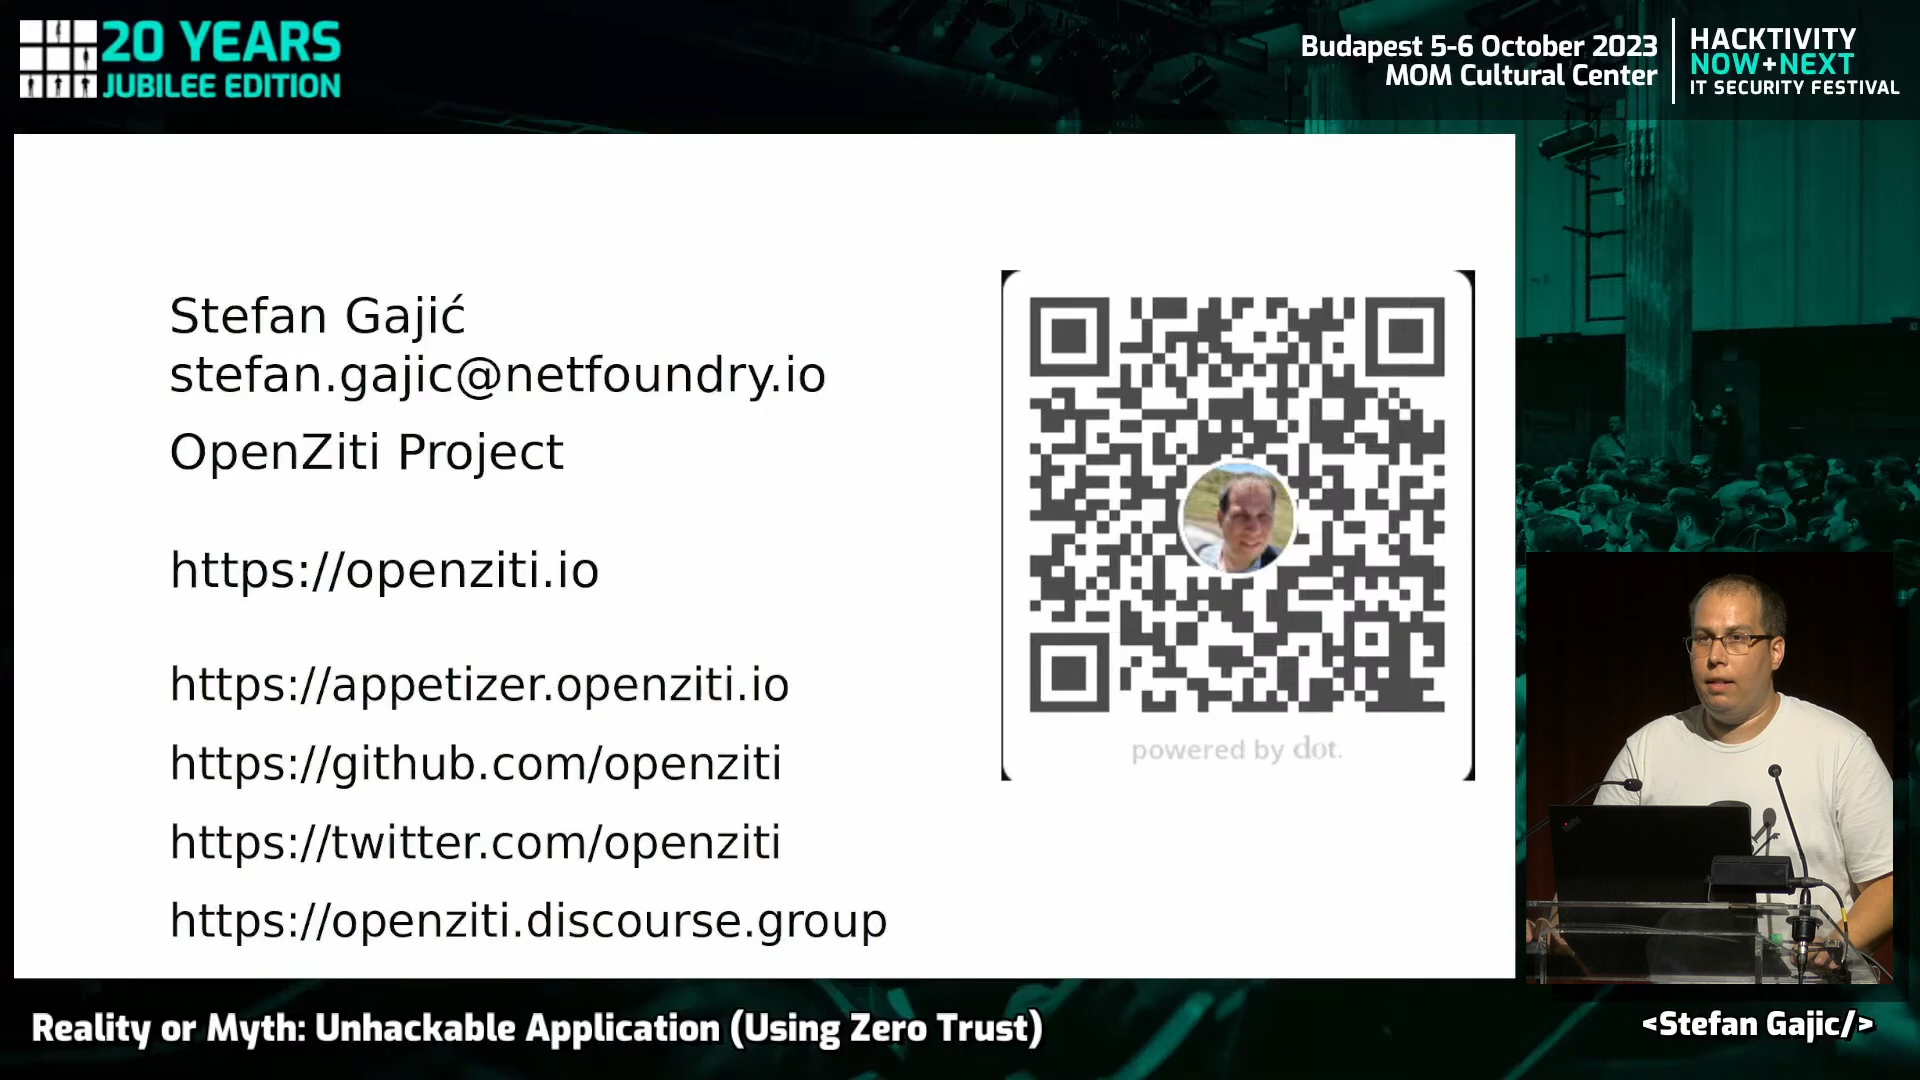 20 YEARS
JUBILEE EDITION
Budapest 5-6 October 2023
MOM Cultural Center
HACKTIVITY
NOW+NEXT
IT SECURITY FESTIVAL
Stefan Gajić
stefan.gajic@netfoundry.io
OpenZiti Project
https://openziti.io
https://appetizer.openziti.io
https://github.com/openziti
https://twitter.com/openziti
https://openziti.discourse.group
powered by dot.
Reality or Myth: Unhackable Application (Using Zero Trust)
<Stefan Gajic/>